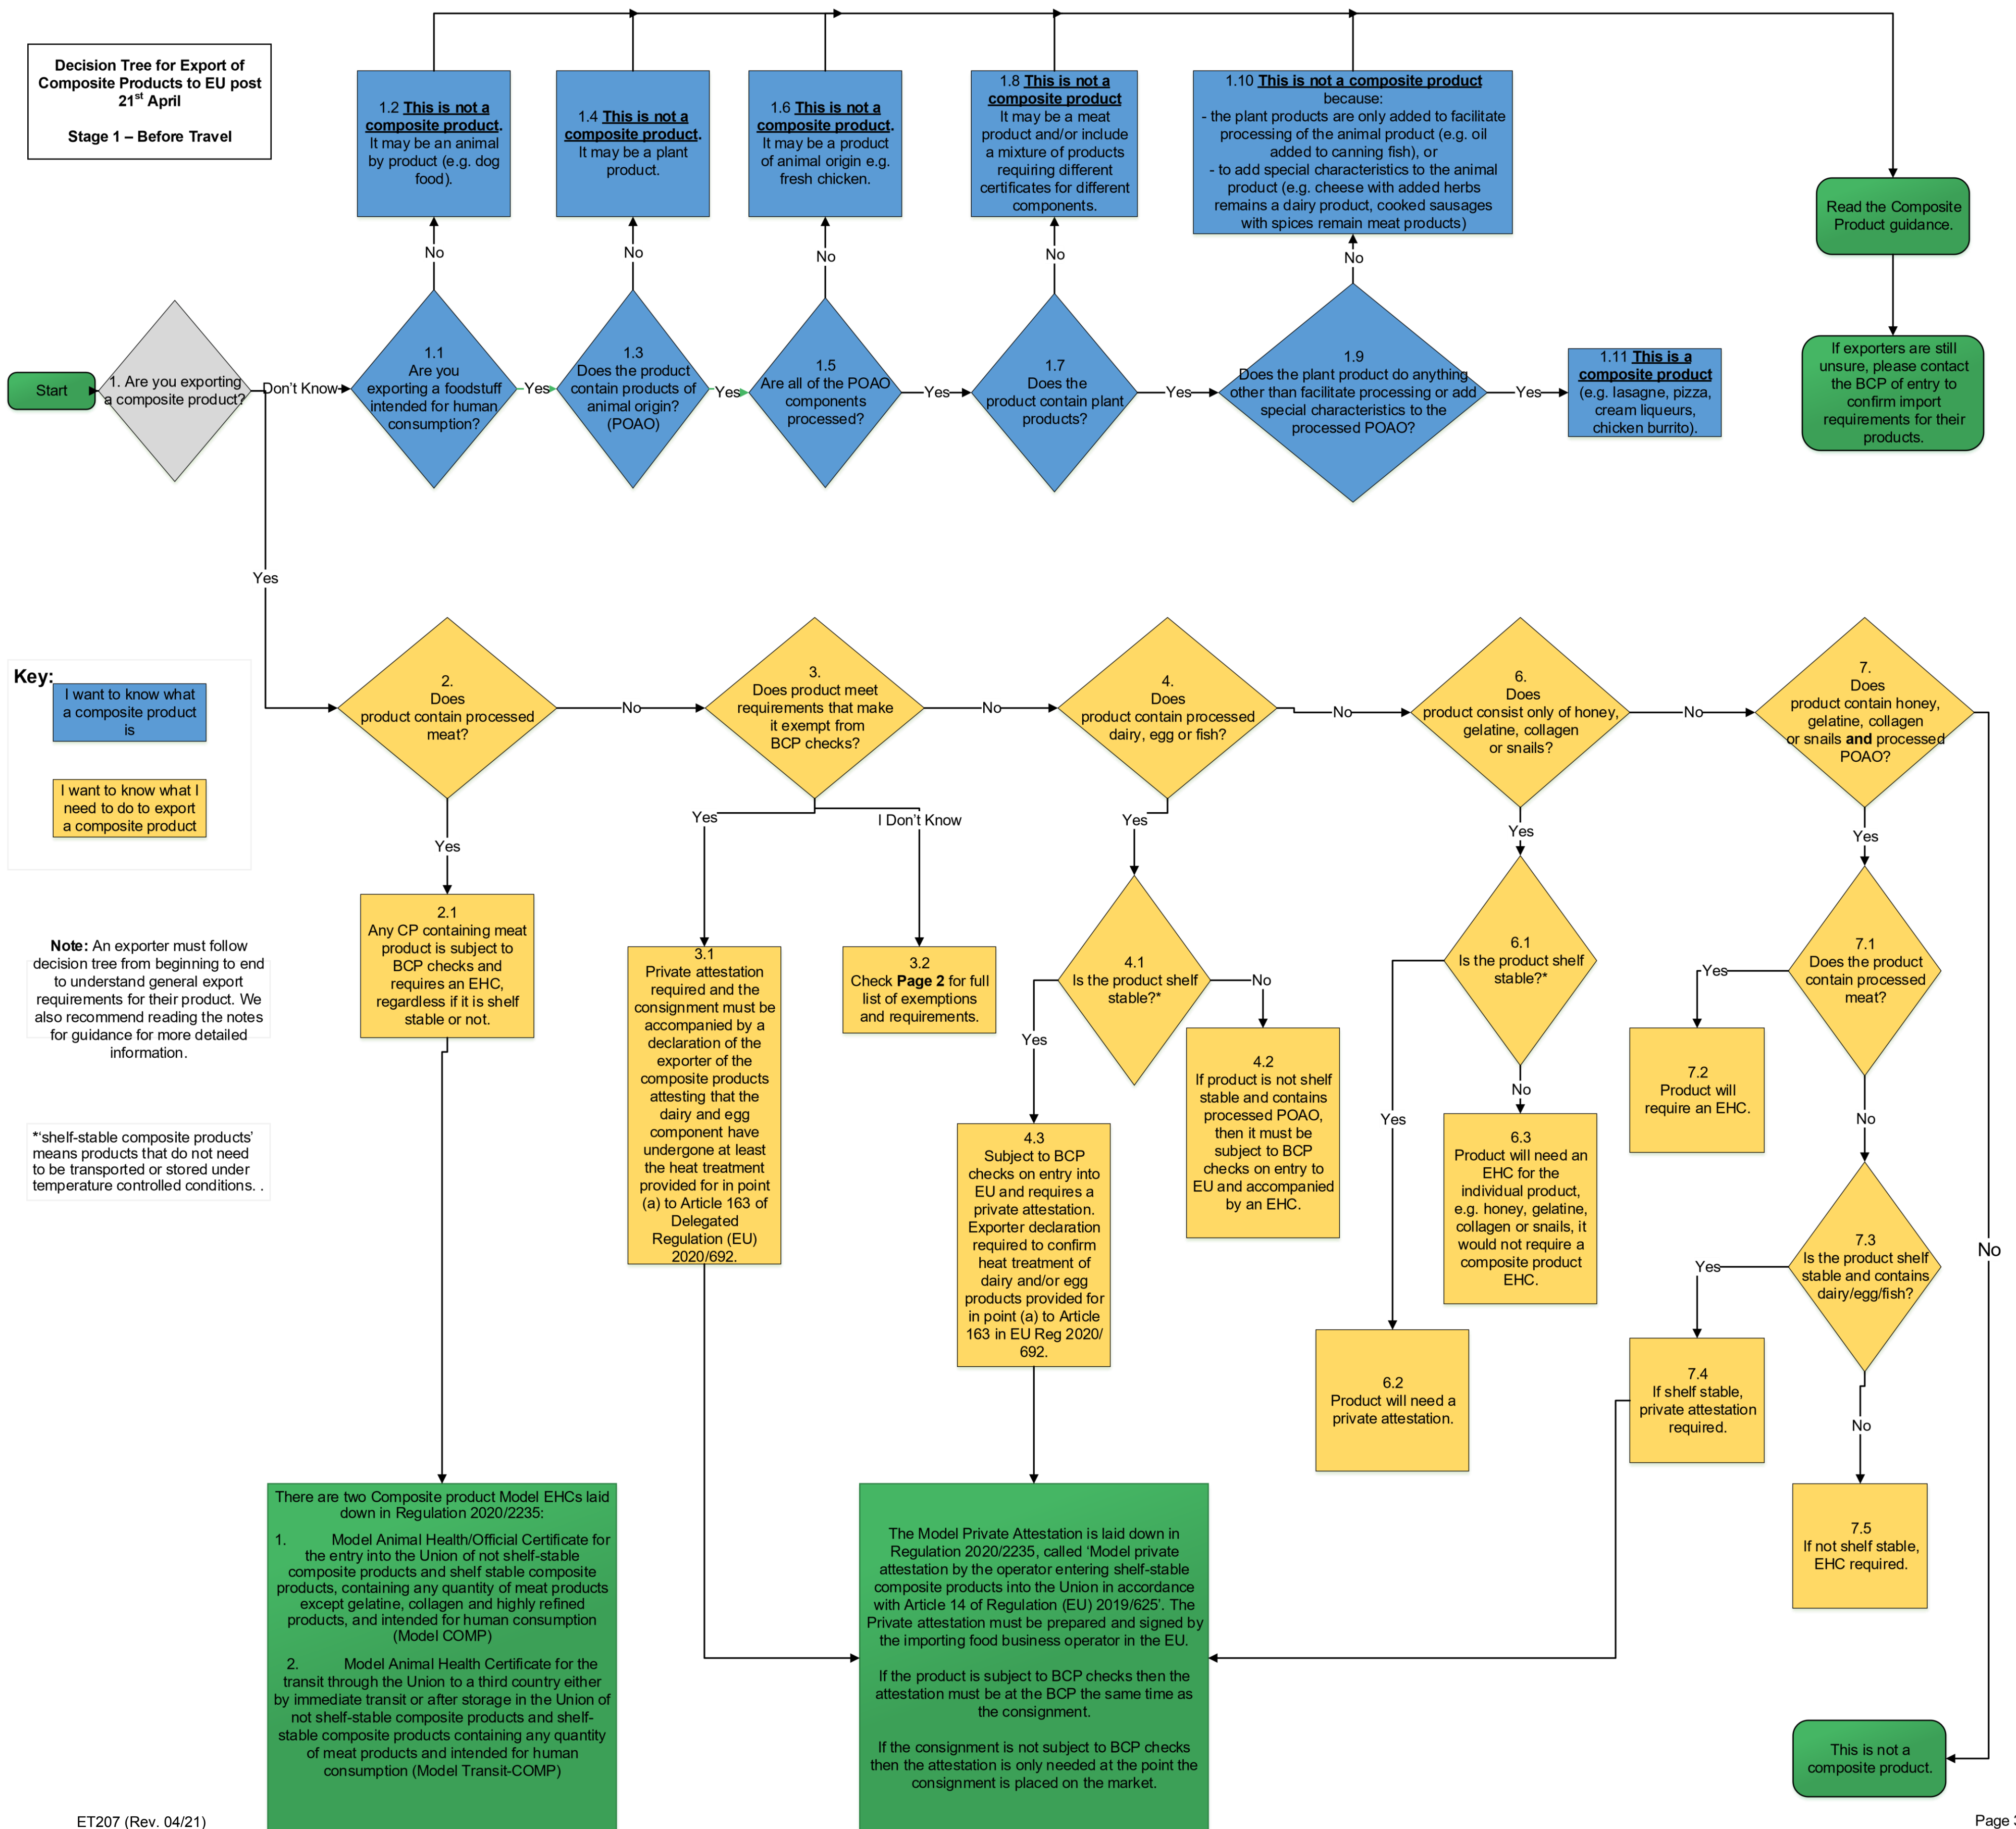 Decision Tree for Export of
Composite Products to EU post
21st April
Stage 1 – Before Travel
1.2 This is not a
composite product.
It may be an animal
by product (e.g. dog
food).
1.4 This is not a
composite product.
It may be a plant
product.
1.6 This is not a
composite product.
It may be a product
of animal origin e.g.
fresh chicken.
1.8 This is not a
composite product
It may be a meat
product and/or include
a mixture of products
requiring different
certificates for different
components.
1.10 This is not a composite product
because:
- the plant products are only added to facilitate
processing of the animal product (e.g. oil
added to canning fish), or
- to add special characteristics to the animal
product (e.g. cheese with added herbs
remains a dairy product, cooked sausages
with spices remain meat products)
Read the Composite
Product guidance.
No
No
No
No
No
Start
1. Are you exporting
a composite product?
Don't Know
1.1
Are you
exporting a foodstuff
intended for human
consumption?
Yes
1.3
Does the product
contain products of
animal origin?
(POAO)
Yes
1.5
Are all of the POAO
components
processed?
Yes
1.7
Does the
product contain plant
products?
Yes
1.9
Does the plant product do anything
other than facilitate processing or add
special characteristics to the
processed POAO?
Yes
1.11 This is a
composite product
(e.g. lasagne, pizza,
cream liqueurs,
chicken burrito).
If exporters are still
unsure, please contact
the BCP of entry to
confirm import
requirements for their
products.
Yes
Key:
I want to know what
a composite product
is
I want to know what I
need to do to export
a composite product
Note: An exporter must follow
decision tree from beginning to end
to understand general export
requirements for their product. We
also recommend reading the notes
for guidance for more detailed
information.
*‘shelf-stable composite products’
means products that do not need
to be transported or stored under
temperature controlled conditions. .
2.
Does
product contain processed
meat?
No
3.
Does product meet
requirements that make
it exempt from
BCP checks?
No
4.
Does
product contain processed
dairy, egg or fish?
No
6.
Does
product consist only of honey,
gelatine, collagen
or snails?
No
7.
Does
product contain honey,
gelatine, collagen
or snails and processed
POAO?
Yes
Yes
I Don’t Know
Yes
Yes
Yes
No
2.1
Any CP containing meat
product is subject to
BCP checks and
requires an EHC,
regardless if it is shelf
stable or not.
3.1
Private attestation
required and the
consignment must be
accompanied by a
declaration of the
exporter of the
composite products
attesting that the
dairy and egg
component have
undergone at least
the heat treatment
provided for in point
(a) to Article 163 of
Delegated
Regulation (EU)
2020/692.
3.2
Check Page 2 for full
list of exemptions
and requirements.
4.1
Is the product shelf
stable?*
No
Yes
4.2
If product is not shelf
stable and contains
processed POAO,
then it must be
subject to BCP
checks on entry to
EU and accompanied
by an EHC.
4.3
Subject to BCP
checks on entry into
EU and requires a
private attestation.
Exporter declaration
required to confirm
heat treatment of
dairy and/or egg
products provided for
in point (a) to Article
163 in EU Reg 2020/
692.
6.1
Is the product shelf
stable?*
Yes
No
6.3
Product will need an
EHC for the
individual product,
e.g. honey, gelatine,
collagen or snails, it
would not require a
composite product
EHC.
6.2
Product will need a
private attestation.
7.1
Does the product
contain processed
meat?
Yes
7.2
Product will
require an EHC.
No
7.3
Is the product shelf
stable and contains
dairy/egg/fish?
Yes
7.4
If shelf stable,
private attestation
required.
No
7.5
If not shelf stable,
EHC required.
There are two Composite product Model EHCs laid
down in Regulation 2020/2235:
1. Model Animal Health/Official Certificate for
the entry into the Union of not shelf-stable
composite products and shelf stable composite
products, containing any quantity of meat products
except gelatine, collagen and highly refined
products, and intended for human consumption
(Model COMP)
2. Model Animal Health Certificate for the
transit through the Union to a third country either
by immediate transit or after storage in the Union of
not shelf-stable composite products and shelf-
stable composite products containing any quantity
of meat products and intended for human
consumption (Model Transit-COMP)
The Model Private Attestation is laid down in
Regulation 2020/2235, called ‘Model private
attestation by the operator entering shelf-stable
composite products into the Union in accordance
with Article 14 of Regulation (EU) 2019/625’. The
Private attestation must be prepared and signed by
the importing food business operator in the EU.
If the product is subject to BCP checks then the
attestation must be at the BCP the same time as
the consignment.
If the consignment is not subject to BCP checks
then the attestation is only needed at the point the
consignment is placed on the market.
This is not a
composite product.
ET207 (Rev. 04/21)
Page